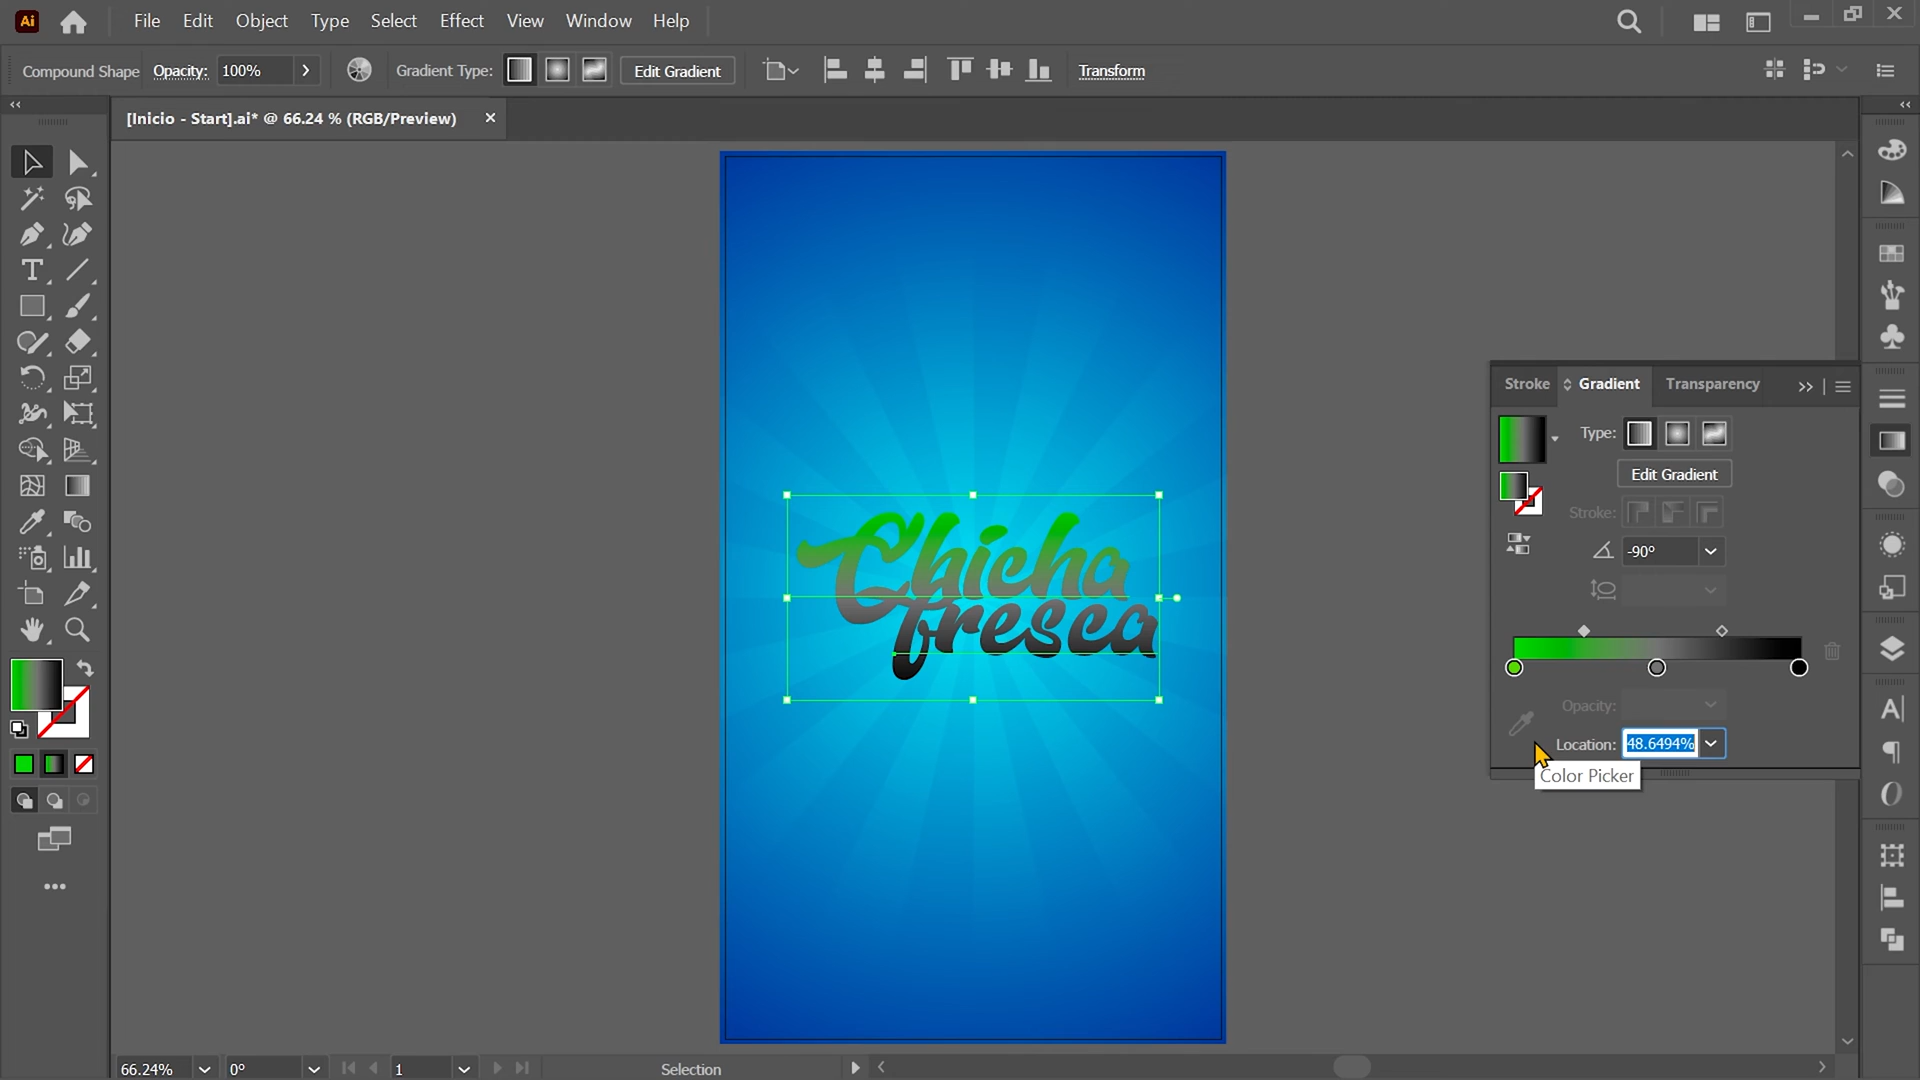 Ai
File Edit Object Type Select Effect View Window Help
Compound Shape Opacity: 100% Gradient Type: Edit Gradient Transform
[Inicio - Start].ai* @ 66.24 % (RGB/Preview) ×
Chicha
fresca
Stroke Gradient Transparency
Type:
Edit Gradient
Stroke:
-90°
Opacity:
Location: 48.6494%
Color Picker
66.24% 0° 1 Selection